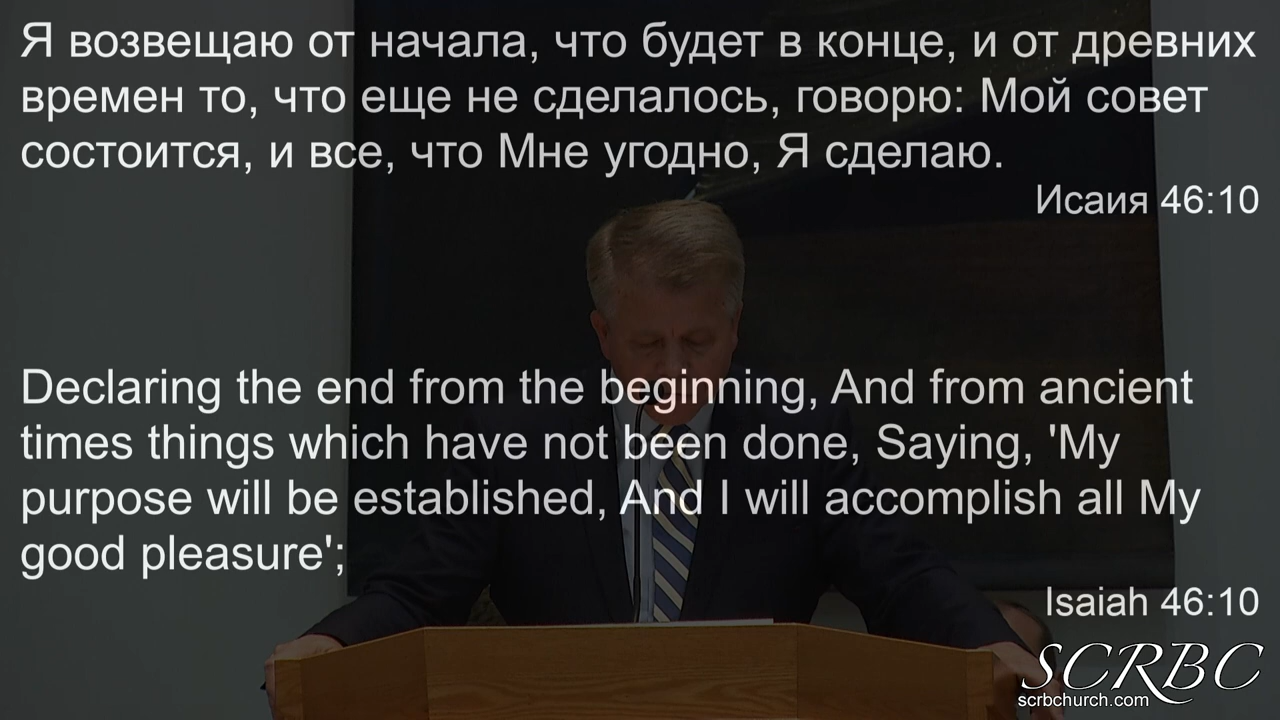 Я возвещаю от начала, что будет в конце, и от древних
времен то, что еще не сделалось, говорю: Мой совет
состоится, и все, что Мне угодно, Я сделаю.
Исаия 46:10
Declaring the end from the beginning, And from ancient
times things which have not been done, Saying, 'My
purpose will be established, And I will accomplish all My
good pleasure';
Isaiah 46:10
SCRBC
scrbchurch.com